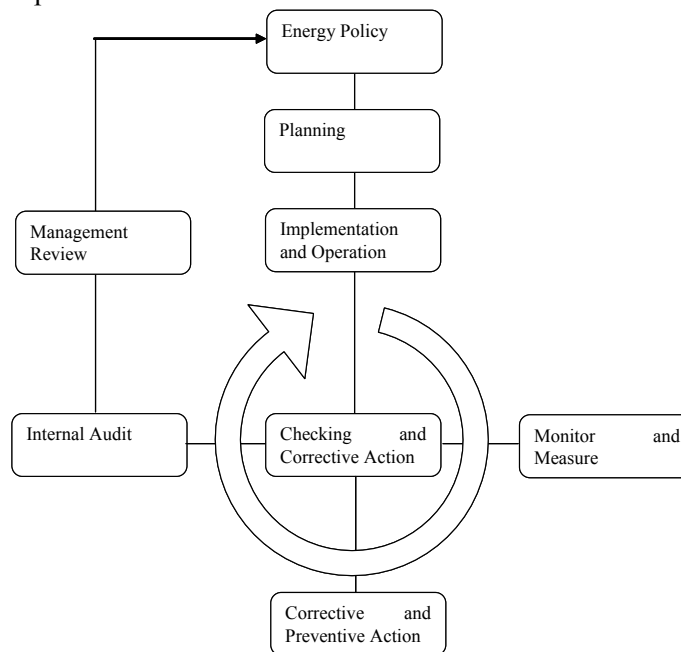 Energy Policy
Planning
Implementation
and Operation
Management
Review
Internal Audit
Checking and
Corrective Action
Monitor and
Measure
Corrective and
Preventive Action